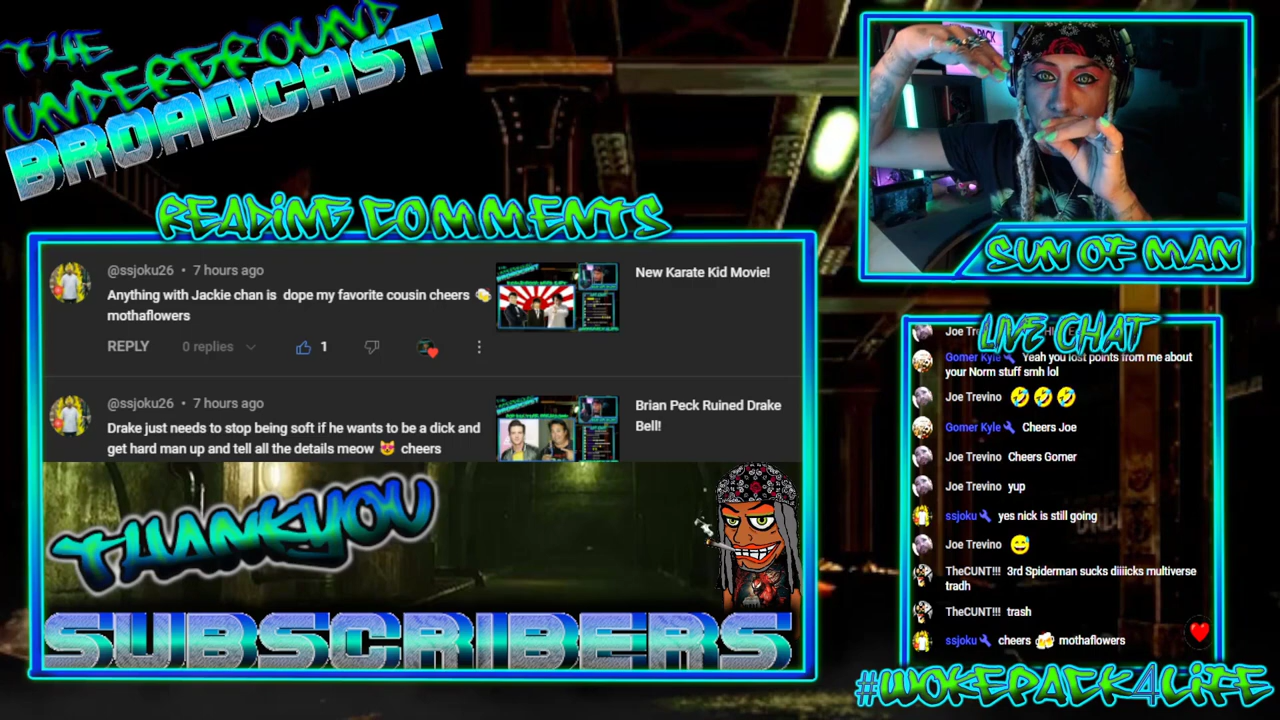 THE
UNDERGROUND
BROADCAST
READING COMMENTS
@ssjoku26 • 7 hours ago
Anything with Jackie chan is dope my favorite cousin cheers 🍻
mothaflowers
REPLY 0 replies 1
New Karate Kid Movie!
@ssjoku26 • 7 hours ago
Drake just needs to stop being soft if he wants to be a dick and
get hard man up and tell all the details meow 😻 cheers
Brian Peck Ruined Drake
Bell!
THANKYOU
SUBSCRIBERS
PACK
SUN OF MAN
LIVE CHAT
Joe Tr
Gomer Kyle Yeah you lost points from me about
your Norm stuff smh lol
Joe Trevino 🤣🤣🤣
Gomer Kyle Cheers Joe
Joe Trevino Cheers Gomer
Joe Trevino yup
ssjoku yes nick is still going
Joe Trevino 😅
TheCUNT!!! 3rd Spiderman sucks diiiicks multiverse
tradh
TheCUNT!!! trash
ssjoku cheers 🍻 mothaflowers
#WOKEPACK4LIFE